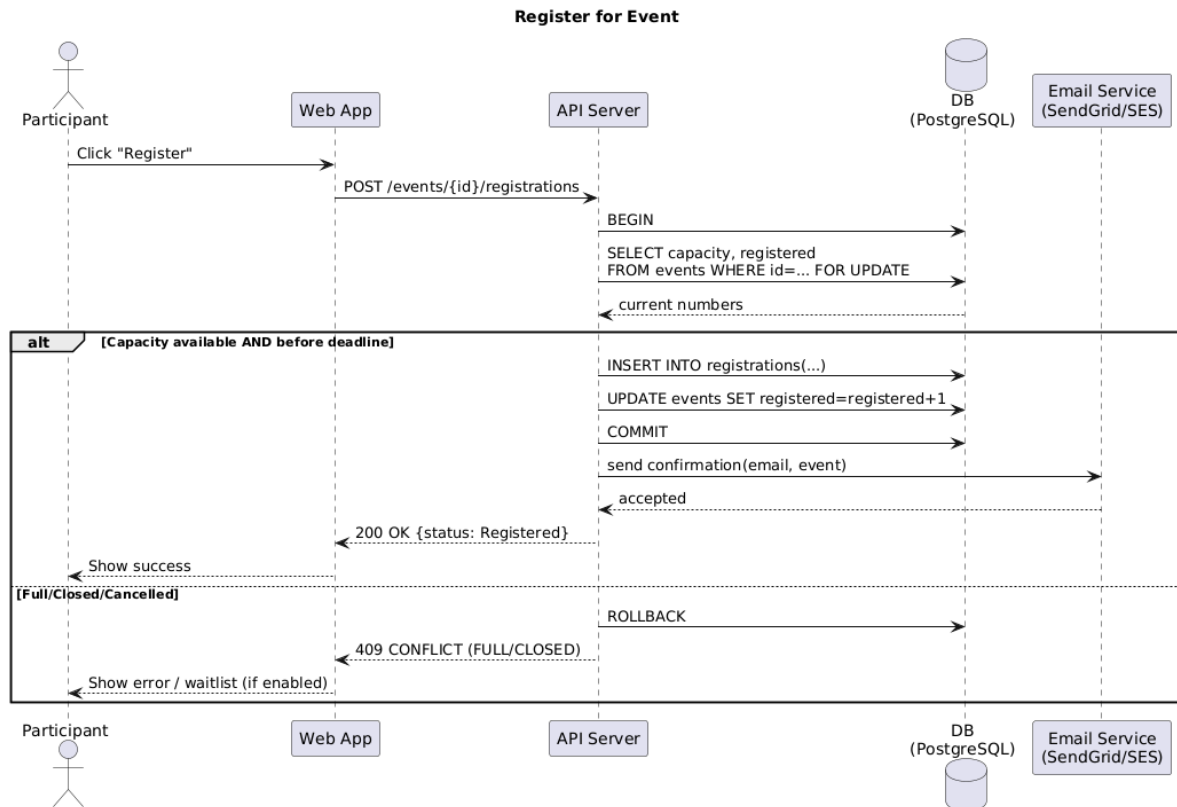 Register for Event
Participant
Web App
API Server
DB
(PostgreSQL)
Email Service
(SendGrid/SES)
Click "Register"
POST /events/{id}/registrations
BEGIN
SELECT capacity, registered
FROM events WHERE id=... FOR UPDATE
current numbers
alt
[Capacity available AND before deadline]
INSERT INTO registrations(...)
UPDATE events SET registered=registered+1
COMMIT
send confirmation(email, event)
accepted
200 OK {status: Registered}
Show success
[Full/Closed/Cancelled]
ROLLBACK
409 CONFLICT (FULL/CLOSED)
Show error / waitlist (if enabled)
Participant
Web App
API Server
DB
(PostgreSQL)
Email Service
(SendGrid/SES)